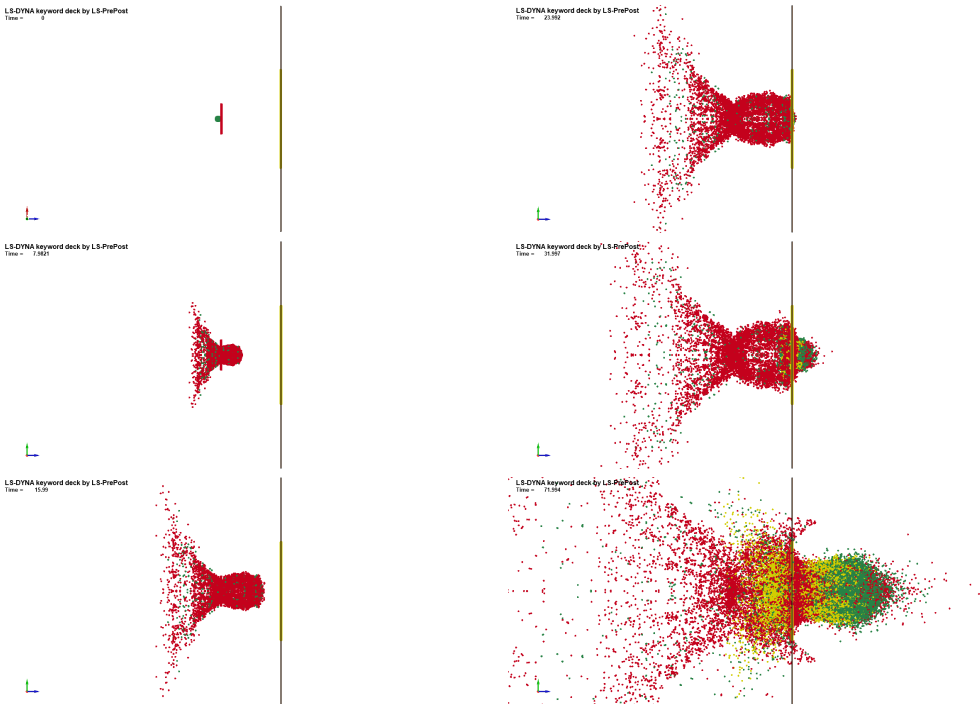 LS-DYNA keyword deck by LS-PrePost
Time = 0
LS-DYNA keyword deck by LS-PrePost
Time = 7.9821
LS-DYNA keyword deck by LS-PrePost
Time = 15.99
LS-DYNA keyword deck by LS-PrePost
Time = 23.992
LS-DYNA keyword deck by LS-PrePost
Time = 31.997
LS-DYNA keyword deck by LS-PrePost
Time = 71.994